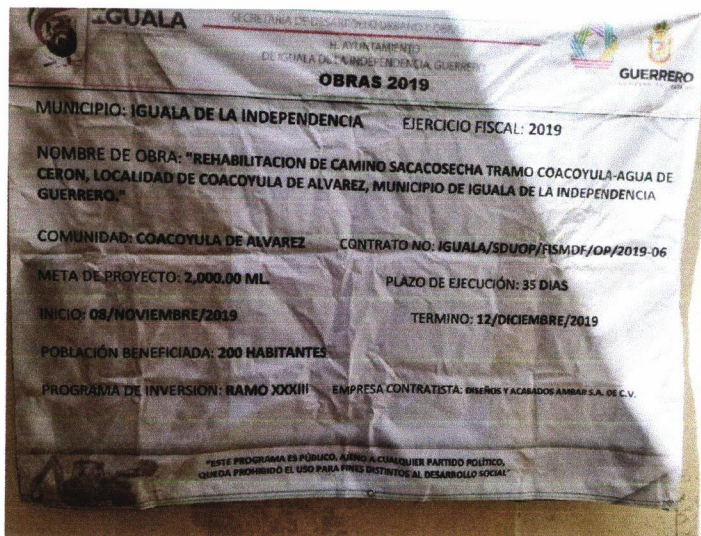 IGUALA
SECRETARIA DE DESARROLLO URBANO Y OBRAS
H. AYUNTAMIENTO
DE IGUALA DE LA INDEPENDENCIA, GUERRERO
OBRAS 2019
GUERRERO
MUNICIPIO: IGUALA DE LA INDEPENDENCIA EJERCICIO FISCAL: 2019
NOMBRE DE OBRA: "REHABILITACION DE CAMINO SACACOSECHA TRAMO COACOYULA-AGUA DE
CERON, LOCALIDAD DE COACOYULA DE ALVAREZ, MUNICIPIO DE IGUALA DE LA INDEPENDENCIA
GUERRERO."
COMUNIDAD: COACOYULA DE ALVAREZ CONTRATO NO: IGUALA/SDUOP/FISMDF/OP/2019-06
META DE PROYECTO: 2,000.00 ML. PLAZO DE EJECUCIÓN: 35 DIAS
INICIO: 08/NOVIEMBRE/2019 TERMINO: 12/DICIEMBRE/2019
POBLACIÓN BENEFICIADA: 200 HABITANTES
PROGRAMA DE INVERSION: RAMO XXXIII EMPRESA CONTRATISTA: DISEÑOS Y ACABADOS AMBAR S.A. DE C.V.
"ESTE PROGRAMA ES PÚBLICO, AJENO A CUALQUIER PARTIDO POLÍTICO,
QUEDA PROHIBIDO EL USO PARA FINES DISTINTOS AL DESARROLLO SOCIAL"